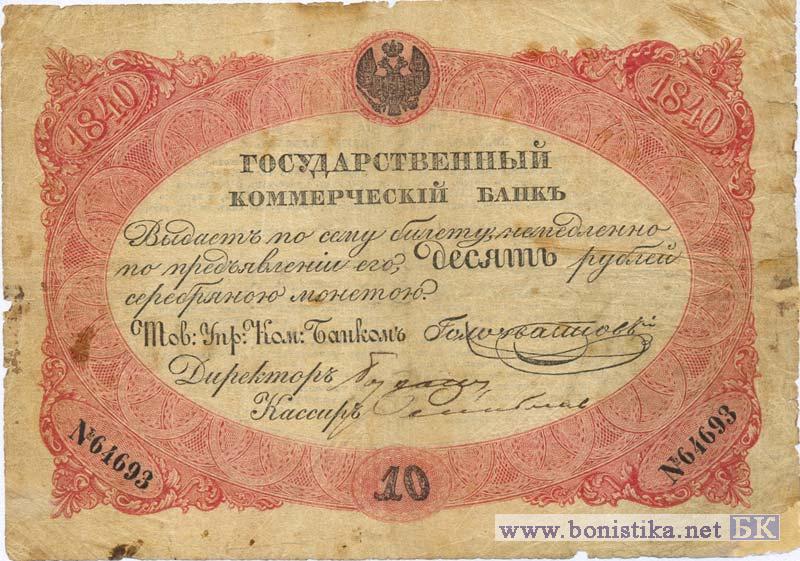 1840 1840
ГОСУДАРСТВЕННЫЙ
КОММЕРЧЕСКІЙ БАНКЪ
Выдастъ по сему билету, немедленно
по предъявленіи его, десять рублей
серебряною монетою.
Тов: Упр: Ком: Банкомъ
Директоръ
Кассиръ
№64693 №64693
10
www.bonistika.net БК